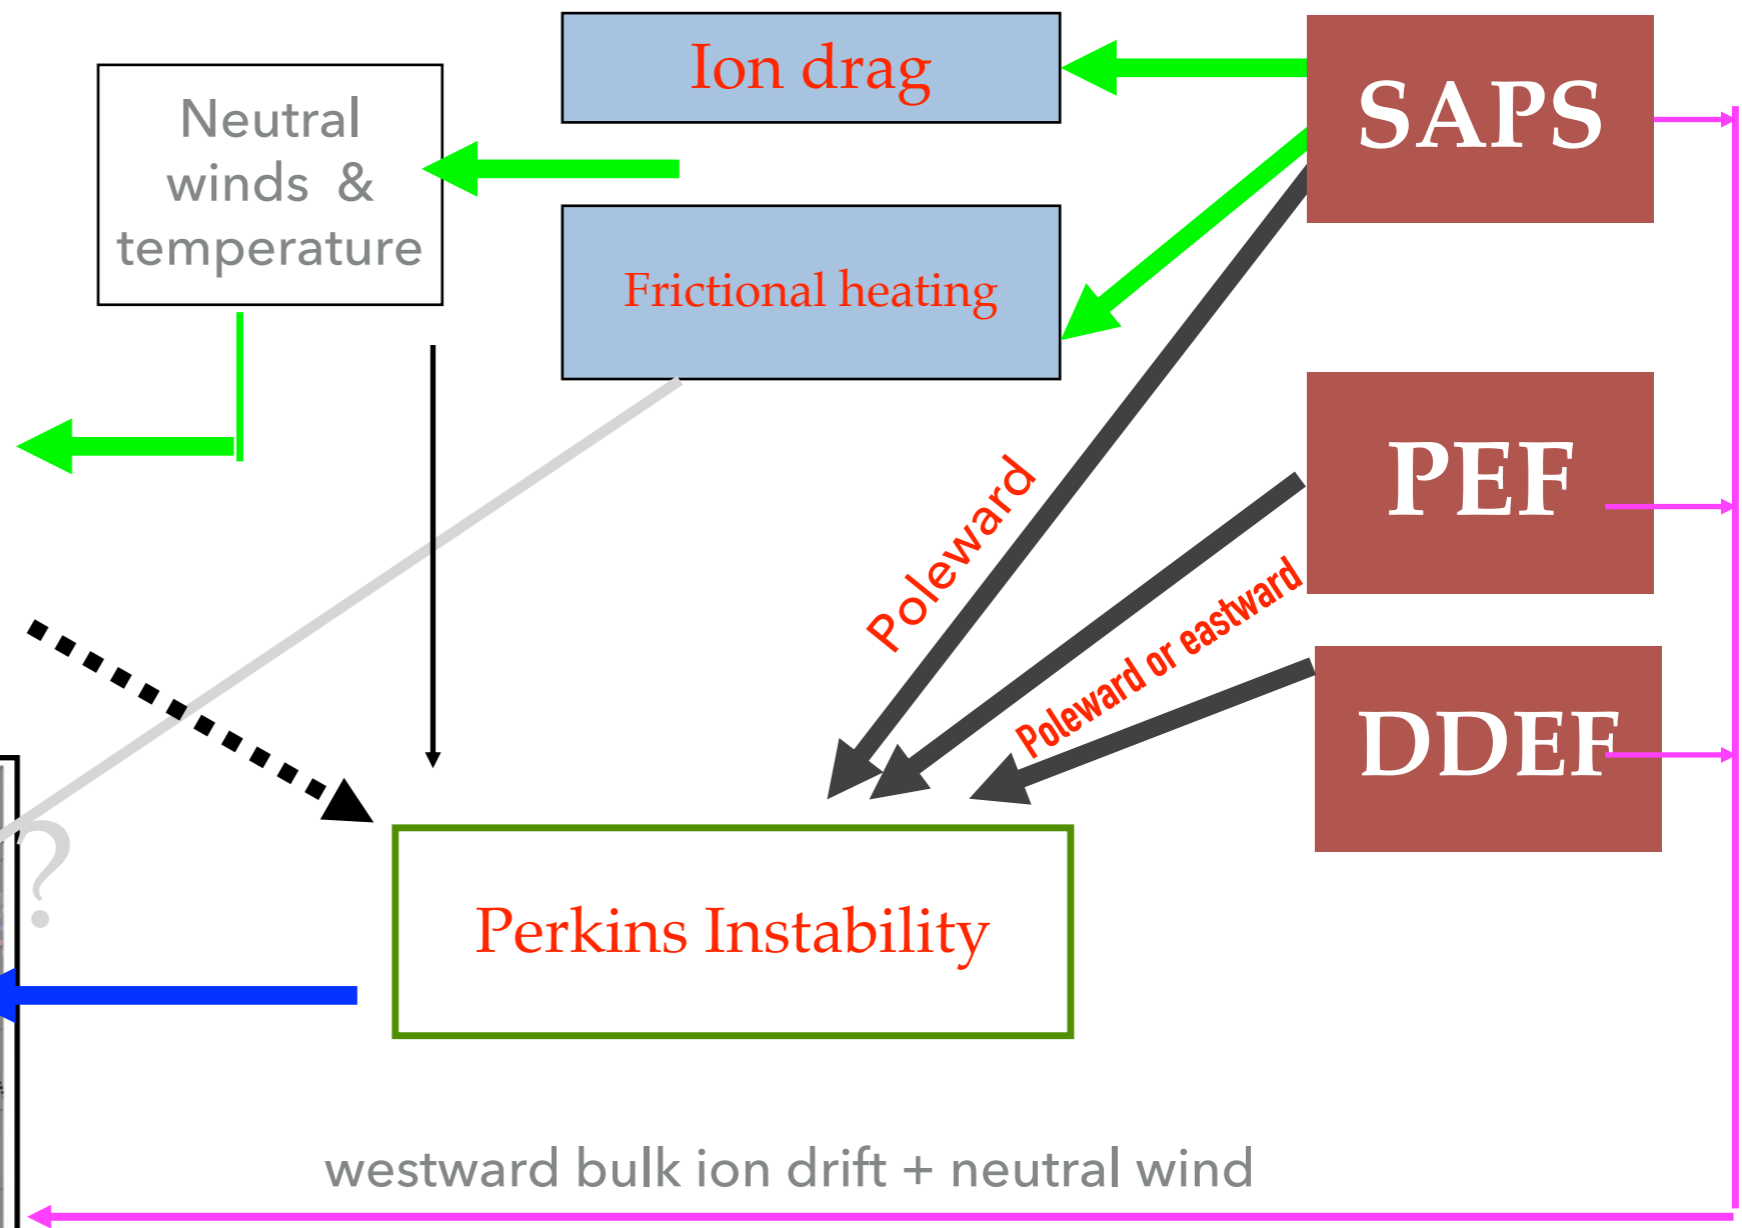 Ion drag
SAPS
Neutral
winds &
temperature
Frictional heating
PEF
Poleward
Poleward or eastward
DDEF
?
Perkins Instability
westward bulk ion drift + neutral wind